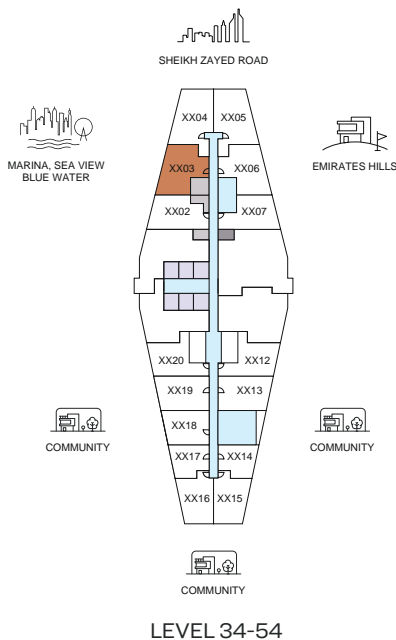 SHEIKH ZAYED ROAD
XX04 XX05
MARINA, SEA VIEW
BLUE WATER
XX03 XX06
EMIRATES HILLS
XX02 XX07
XX20 XX12
XX19 XX13
XX18
COMMUNITY
COMMUNITY
XX17 XX14
XX16 XX15
COMMUNITY
LEVEL 34-54